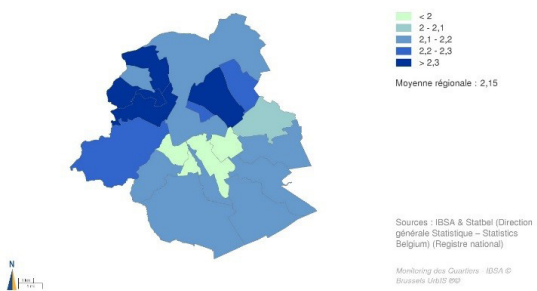 < 2
2 - 2,1
2,1 - 2,2
2,2 - 2,3
> 2,3
Moyenne régionale : 2,15
Sources : IBSA & Statbel (Direction
générale Statistique – Statistics
Belgium) (Registre national)
Monitoring des Quartiers - IBSA ©
Brussels UrbIS ®©
N